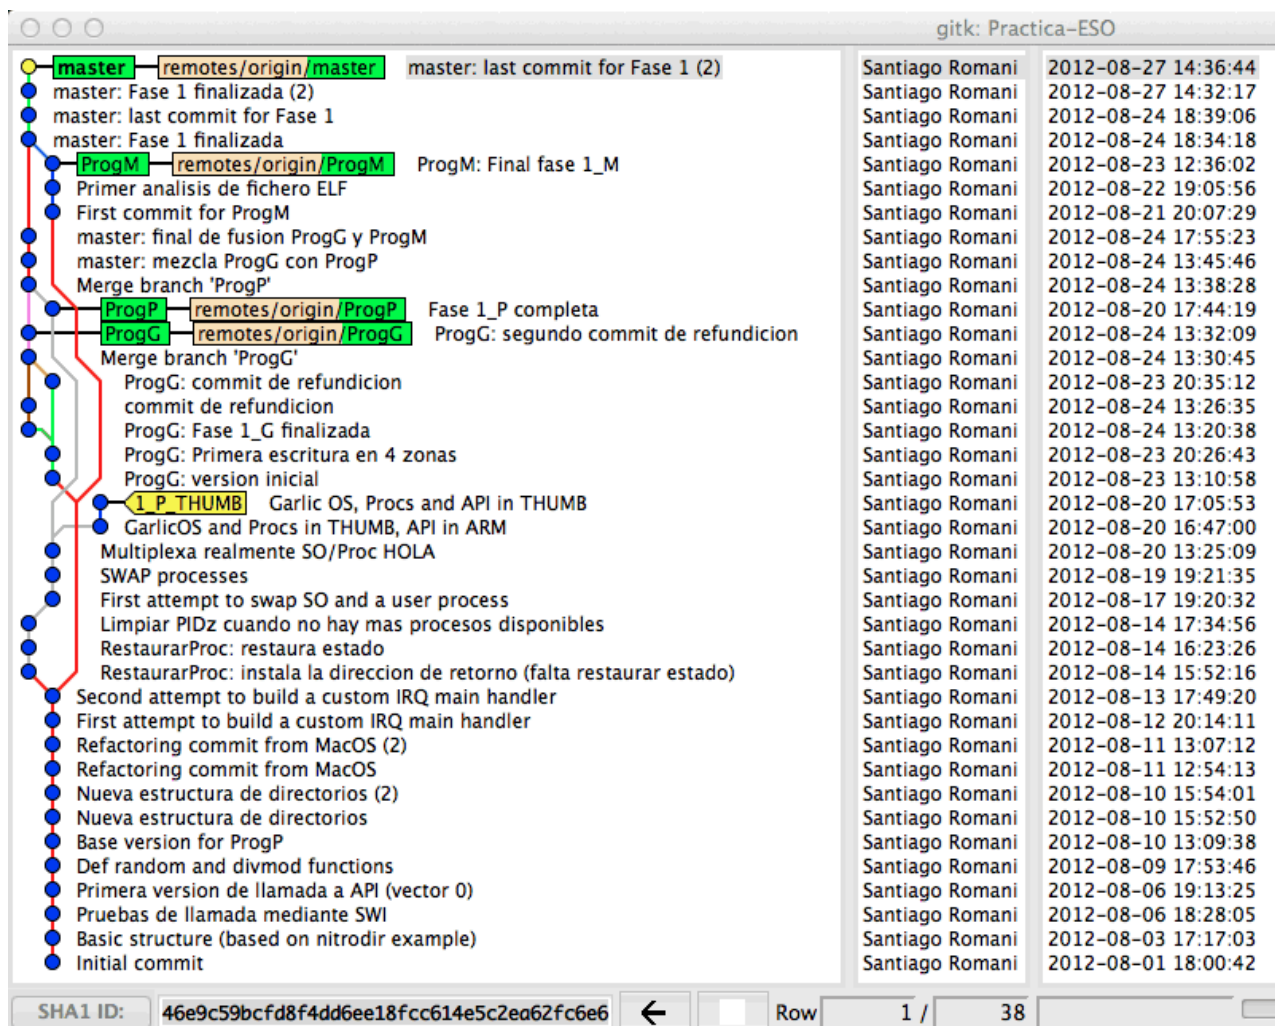 gitk: Practica-ESO
master remotes/origin/master master: last commit for Fase 1 (2) Santiago Romani 2012-08-27 14:36:44
master: Fase 1 finalizada (2) Santiago Romani 2012-08-27 14:32:17
master: last commit for Fase 1 Santiago Romani 2012-08-24 18:39:06
master: Fase 1 finalizada Santiago Romani 2012-08-24 18:34:18
ProgM remotes/origin/ProgM ProgM: Final fase 1_M Santiago Romani 2012-08-23 12:36:02
Primer analisis de fichero ELF Santiago Romani 2012-08-22 19:05:56
First commit for ProgM Santiago Romani 2012-08-21 20:07:29
master: final de fusion ProgG y ProgM Santiago Romani 2012-08-24 17:55:23
master: mezcla ProgG con ProgP Santiago Romani 2012-08-24 13:45:46
Merge branch 'ProgP' Santiago Romani 2012-08-24 13:38:28
ProgP remotes/origin/ProgP Fase 1_P completa Santiago Romani 2012-08-20 17:44:19
ProgG remotes/origin/ProgG ProgG: segundo commit de refundicion Santiago Romani 2012-08-24 13:32:09
Merge branch 'ProgG' Santiago Romani 2012-08-24 13:30:45
ProgG: commit de refundicion Santiago Romani 2012-08-23 20:35:12
commit de refundicion Santiago Romani 2012-08-24 13:26:35
ProgG: Fase 1_G finalizada Santiago Romani 2012-08-24 13:20:38
ProgG: Primera escritura en 4 zonas Santiago Romani 2012-08-23 20:26:43
ProgG: version inicial Santiago Romani 2012-08-23 13:10:58
1_P_THUMB Garlic OS, Procs and API in THUMB Santiago Romani 2012-08-20 17:05:53
GarlicOS and Procs in THUMB, API in ARM Santiago Romani 2012-08-20 16:47:00
Multiplexa realmente SO/Proc HOLA Santiago Romani 2012-08-20 13:25:09
SWAP processes Santiago Romani 2012-08-19 19:21:35
First attempt to swap SO and a user process Santiago Romani 2012-08-17 19:20:32
Limpiar PIDz cuando no hay mas procesos disponibles Santiago Romani 2012-08-14 17:34:56
RestaurarProc: restaura estado Santiago Romani 2012-08-14 16:23:26
RestaurarProc: instala la direccion de retorno (falta restaurar estado) Santiago Romani 2012-08-14 15:52:16
Second attempt to build a custom IRQ main handler Santiago Romani 2012-08-13 17:49:20
First attempt to build a custom IRQ main handler Santiago Romani 2012-08-12 20:14:11
Refactoring commit from MacOS (2) Santiago Romani 2012-08-11 13:07:12
Refactoring commit from MacOS Santiago Romani 2012-08-11 12:54:13
Nueva estructura de directorios (2) Santiago Romani 2012-08-10 15:54:01
Nueva estructura de directorios Santiago Romani 2012-08-10 15:52:50
Base version for ProgP Santiago Romani 2012-08-10 13:09:38
Def random and divmod functions Santiago Romani 2012-08-09 17:53:46
Primera version de llamada a API (vector 0) Santiago Romani 2012-08-06 19:13:25
Pruebas de llamada mediante SWI Santiago Romani 2012-08-06 18:28:05
Basic structure (based on nitrodir example) Santiago Romani 2012-08-03 17:17:03
Initial commit Santiago Romani 2012-08-01 18:00:42
SHA1 ID: 46e9c59bcfd8f4dd6ee18fcc614e5c2ea62fc6e6 Row 1 / 38